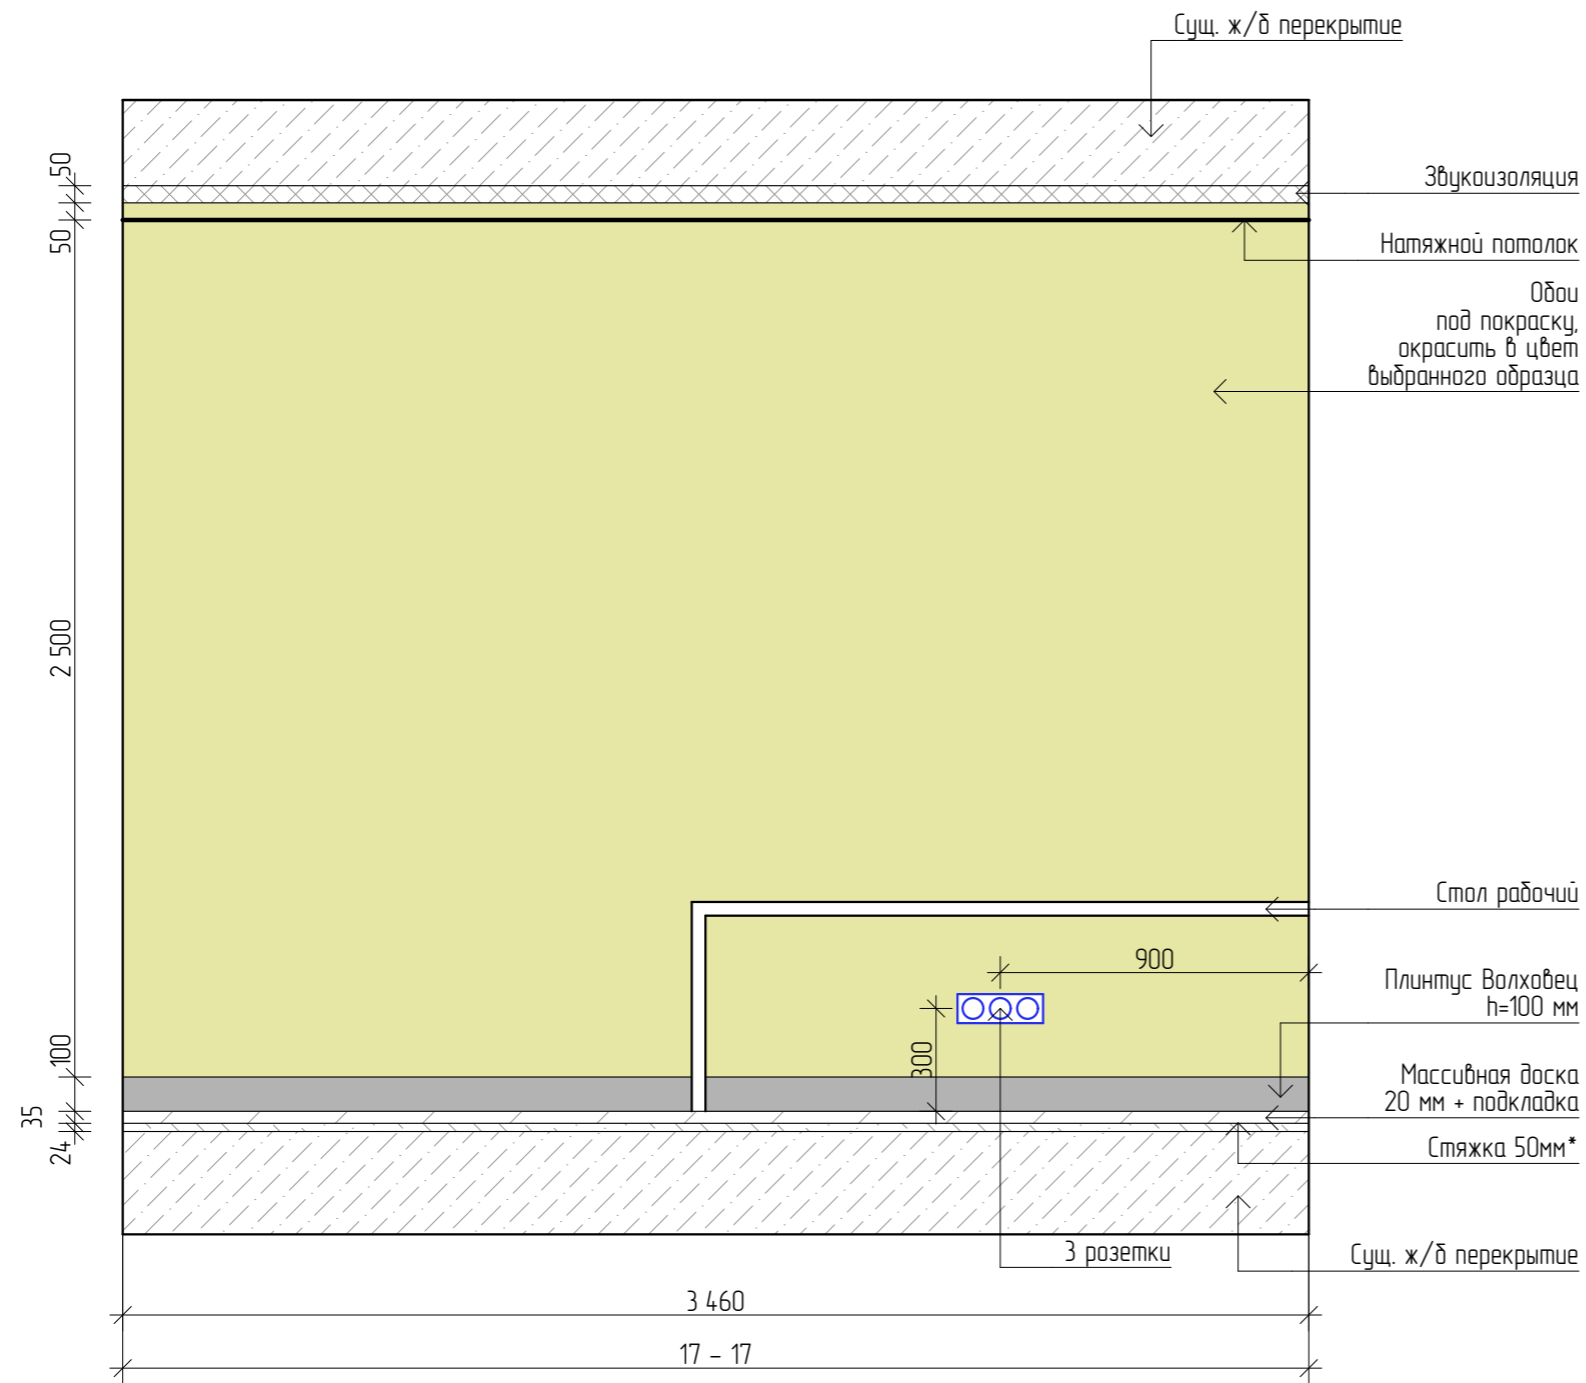 Сущ. ж/б перекрытие
50
Звукоизоляция
50
Натяжной потолок
Обои
под покраску,
окрасить в цвет
выбранного образца
2 500
Стол рабочий
900
Плинтус Волховец
h=100 мм
300
100
Массивная доска
20 мм + подкладка
35
24
Стяжка 50мм*
3 розетки
Сущ. ж/б перекрытие
3 460
17 - 17